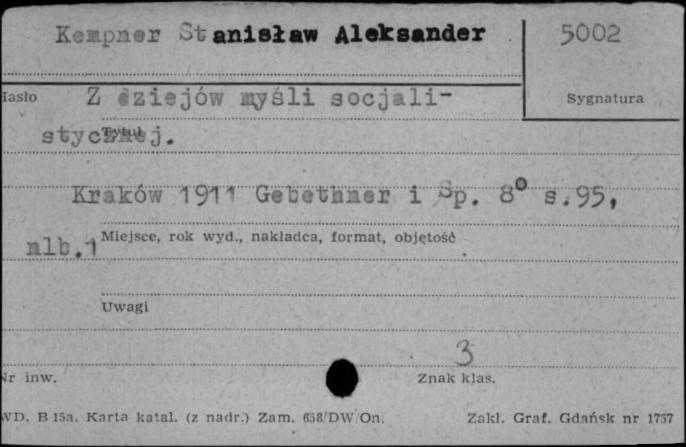 Kempner Stanisław Aleksander
5002
Hasło
Z dziejów myśli socjali-
Sygnatura
stycznej.
Tytuł
Kraków 1911 Gebethner i Sp. 8° s.95,
nlb.1
Miejsce, rok wyd., nakładca, format, objętość
Uwagi
3
Nr inw.
Znak klas.
WD. B 15a. Karta katal. (z nadr.) Zam. 658/DW/On.
Zakł. Graf. Gdańsk nr 1757